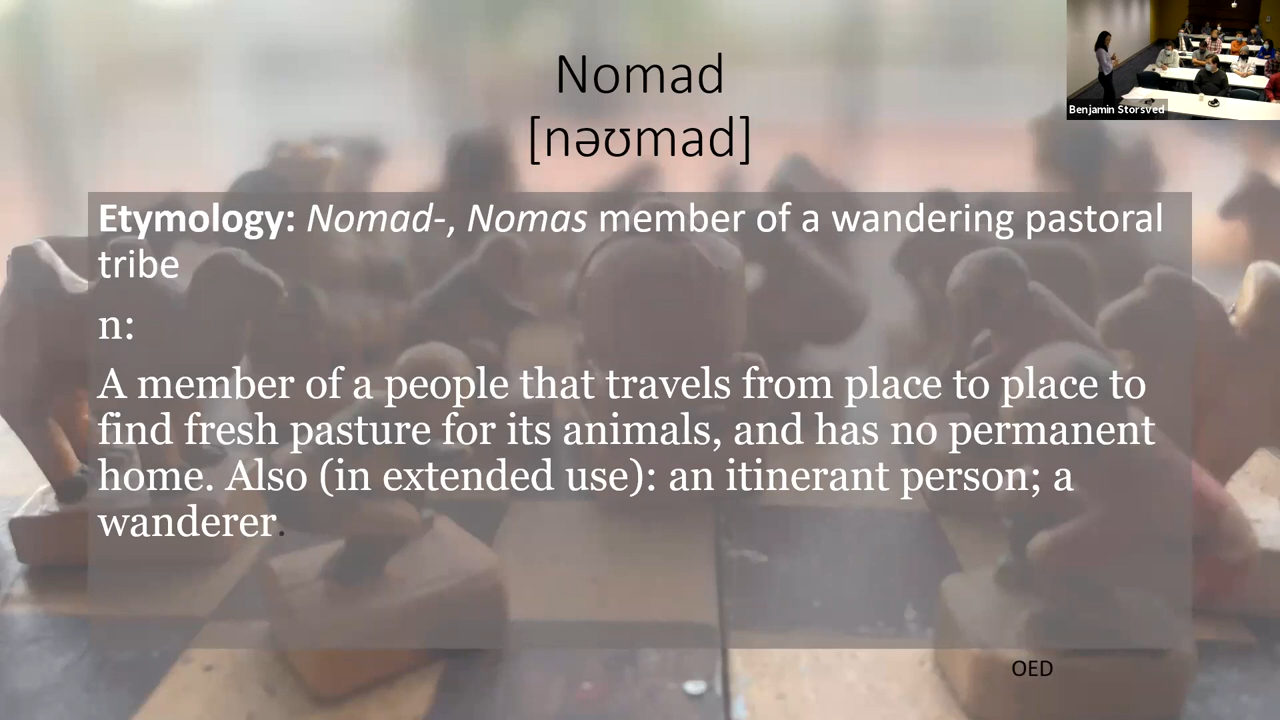 Nomad
[nəʊmad]
Benjamin Storsved
Etymology: Nomad-, Nomas member of a wandering pastoral
tribe
n:
A member of a people that travels from place to place to
find fresh pasture for its animals, and has no permanent
home. Also (in extended use): an itinerant person; a
wanderer.
OED